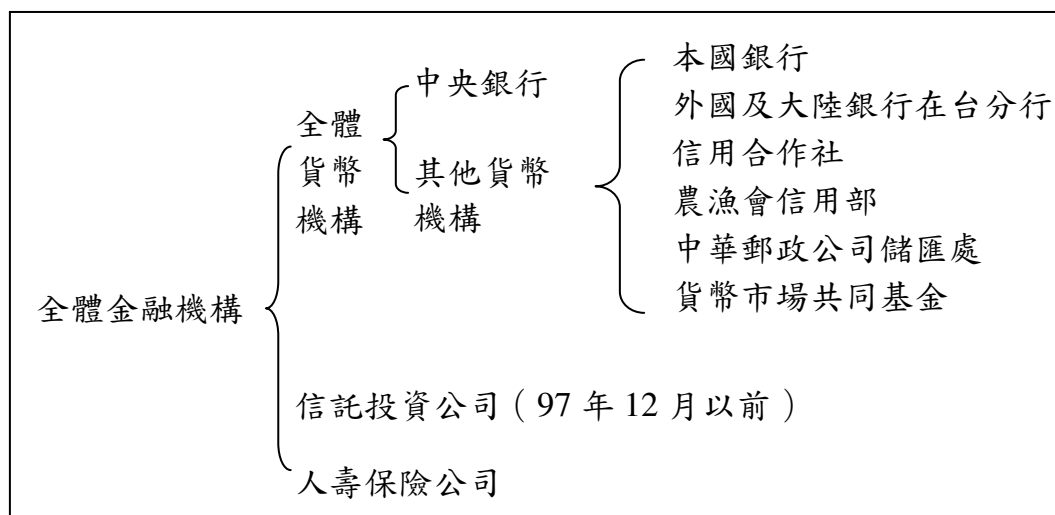 全體金融機構
全體
貨幣
機構
中央銀行
其他貨幣
機構
本國銀行
外國及大陸銀行在台分行
信用合作社
農漁會信用部
中華郵政公司儲匯處
貨幣市場共同基金
信託投資公司（97 年 12 月以前）
人壽保險公司